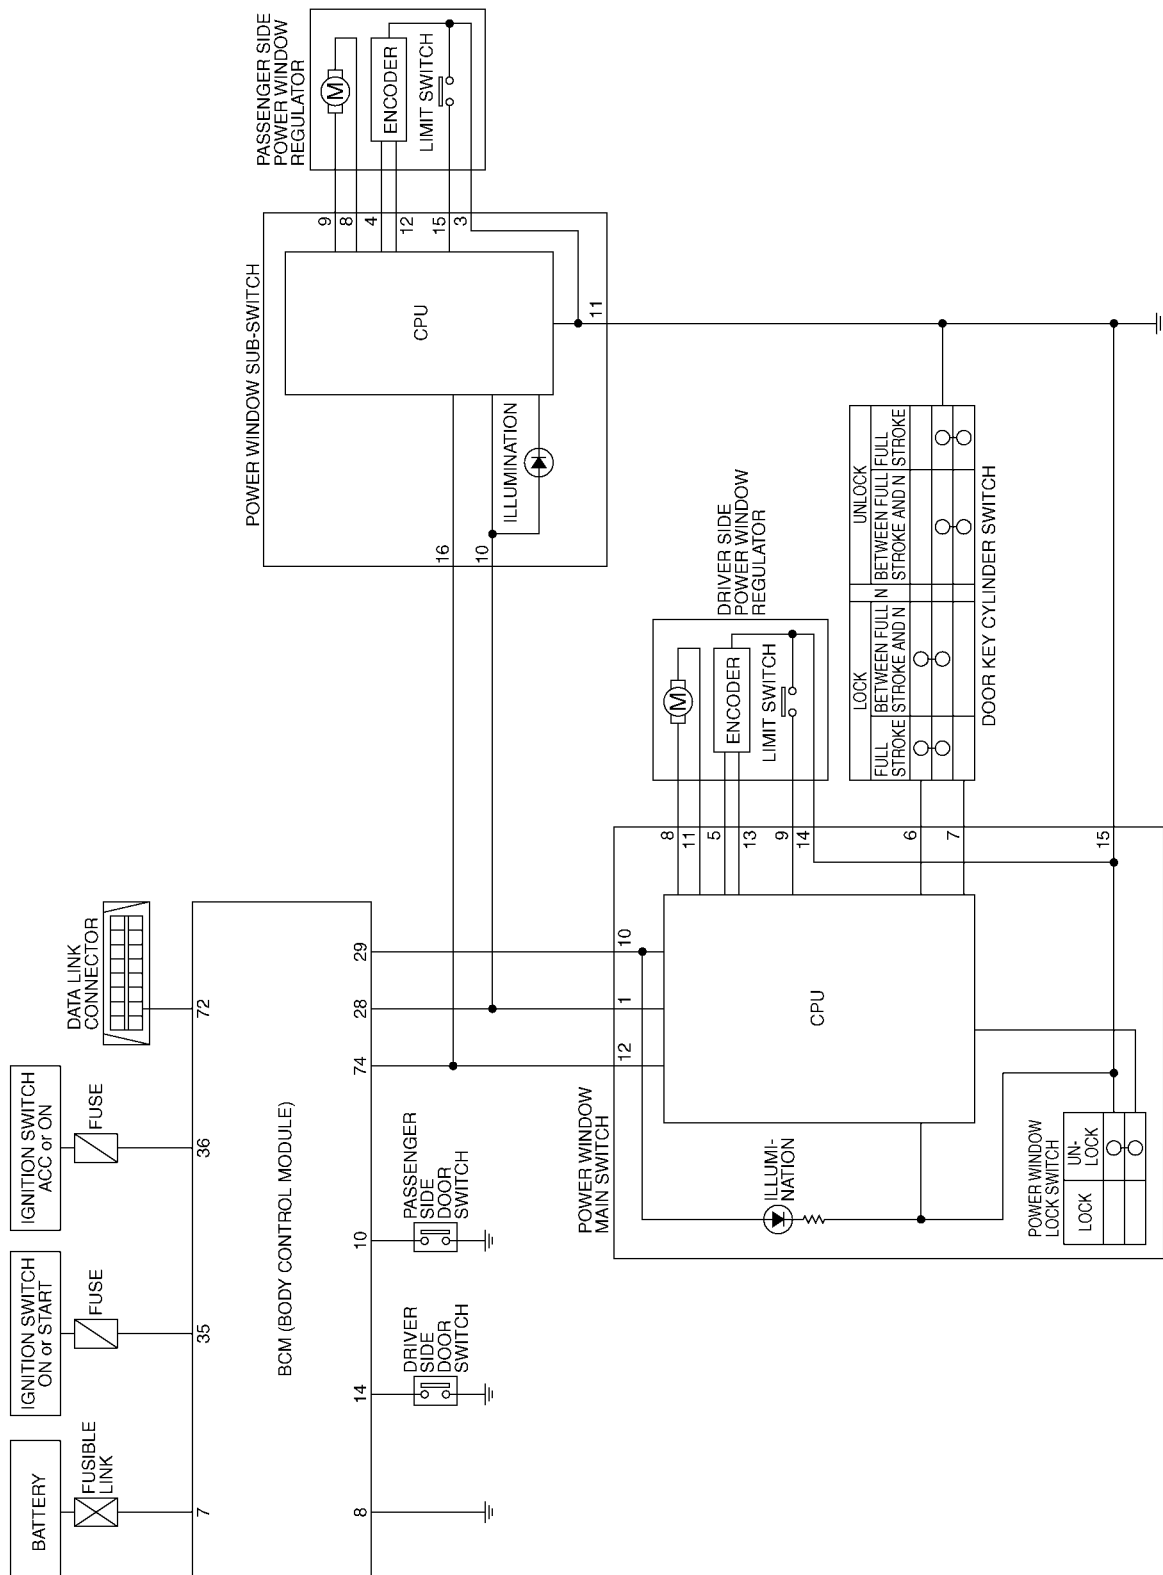 BATTERY
FUSIBLE
LINK
7
IGNITION SWITCH
ON or START
FUSE
35
IGNITION SWITCH
ACC or ON
FUSE
36
DATA LINK
CONNECTOR
72
BCM (BODY CONTROL MODULE)
8
14
10
74
28
29
DRIVER
SIDE
DOOR
SWITCH
PASSENGER
SIDE
DOOR
SWITCH
POWER WINDOW SUB-SWITCH
16
10
ILLUMINATION
CPU
9
8
4
12
15
3
11
PASSENGER SIDE
POWER WINDOW
REGULATOR
M
ENCODER
LIMIT SWITCH
POWER WINDOW
MAIN SWITCH
12
1
10
ILLUMI-
NATION
CPU
8
11
5
13
9
14
6
7
15
POWER WINDOW
LOCK SWITCH
LOCK
UN-
LOCK
DRIVER SIDE
POWER WINDOW
REGULATOR
M
ENCODER
LIMIT SWITCH
LOCK
N
UNLOCK
FULL
STROKE
BETWEEN FULL
STROKE AND N
BETWEEN FULL
STROKE AND N
FULL
STROKE
DOOR KEY CYLINDER SWITCH